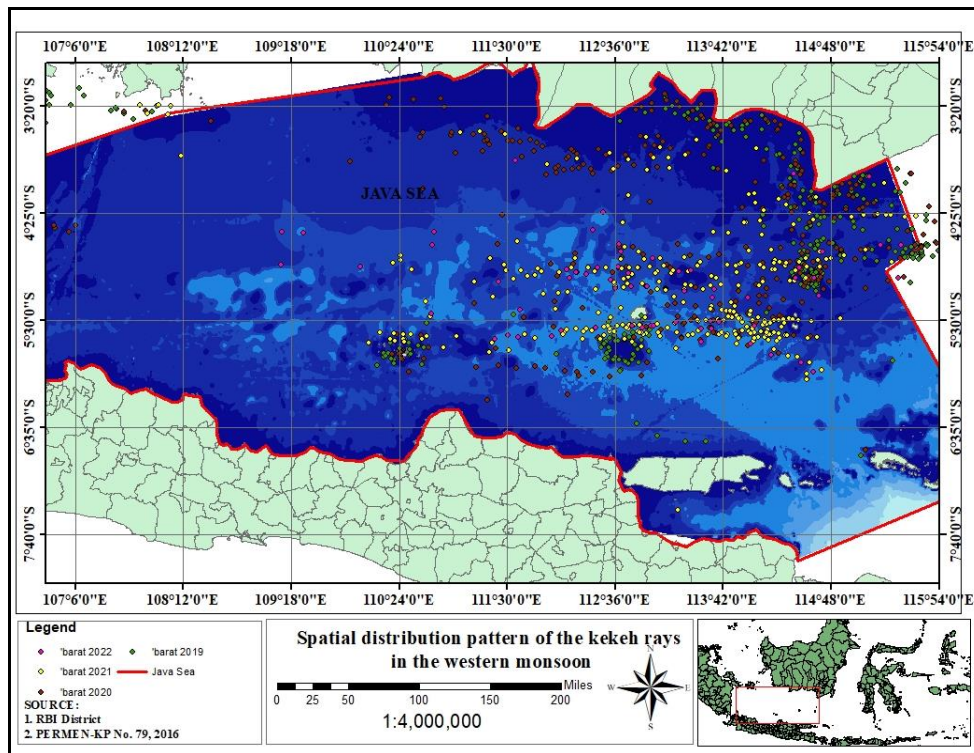 107°6'0"E 108°12'0"E 109°18'0"E 110°24'0"E 111°30'0"E 112°36'0"E 113°42'0"E 114°48'0"E 115°54'0"E
3°20'0"S 3°20'0"S
JAVA SEA
4°25'0"S 4°25'0"S
5°30'0"S 5°30'0"S
6°35'0"S 6°35'0"S
7°40'0"S 7°40'0"S
107°6'0"E 108°12'0"E 109°18'0"E 110°24'0"E 111°30'0"E 112°36'0"E 113°42'0"E 114°48'0"E 115°54'0"E
Legend
'barat 2022 'barat 2019
'barat 2021 Java Sea
'barat 2020
SOURCE :
1. RBI District
2. PERMEN-KP No. 79, 2016
Spatial distribution pattern of the kekeh rays
in the western monsoon
Miles
0 25 50 100 150 200
1:4,000,000
N
W E
S